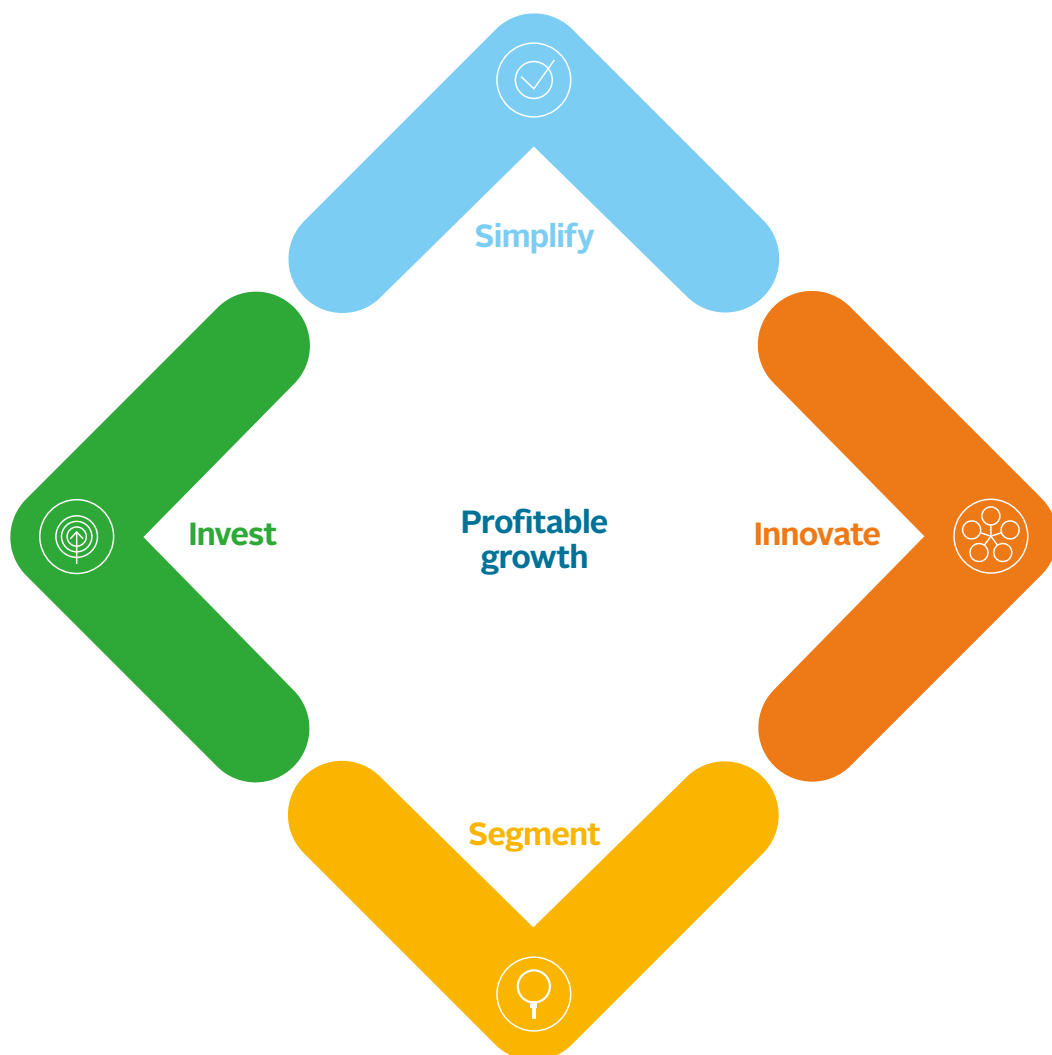 Simplify
Invest
Profitable
growth
Innovate
Segment